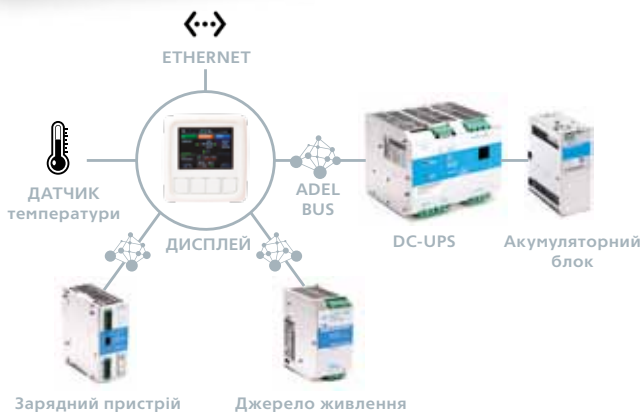 ETHERNET
ДАТЧИК
температури
ДИСПЛЕЙ
ADEL
BUS
DC-UPS
Акумуляторний
блок
Зарядний пристрій
Джерело живлення